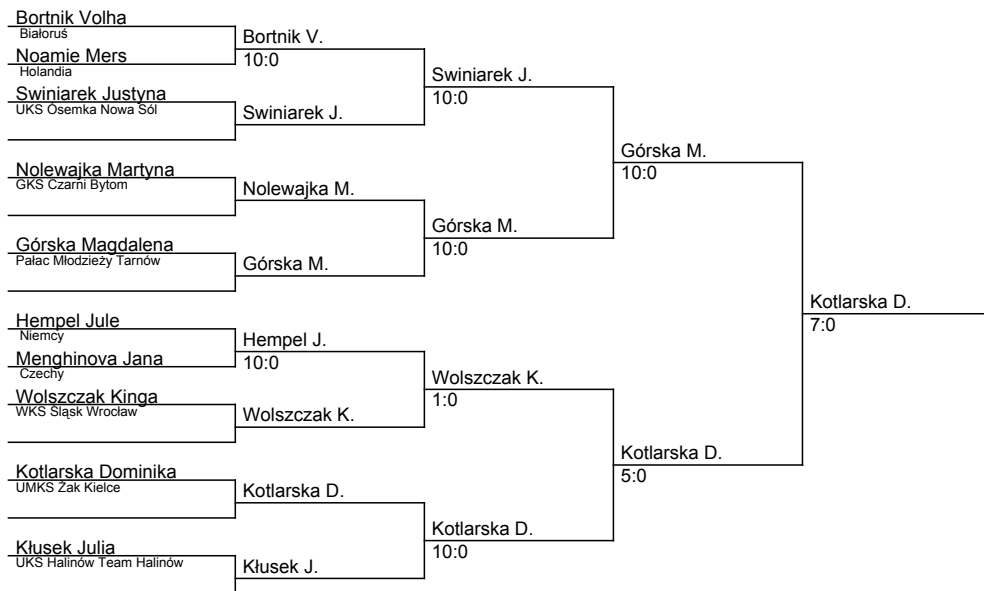 Bortnik Volha
Białoruś
Noamie Mers
Holandia
Swiniarek Justyna
UKS Ósemka Nowa Sól
Nolewajka Martyna
GKS Czarni Bytom
Górska Magdalena
Pałac Młodzieży Tarnów
Hempel Jule
Niemcy
Menghinova Jana
Czechy
Wolszczak Kinga
WKS Śląsk Wrocław
Kotlarska Dominika
UMKS Żak Kielce
Kłusek Julia
UKS Halinów Team Halinów
Bortnik V.
10:0
Swiniarek J.
Nolewajka M.
Górska M.
Hempel J.
10:0
Wolszczak K.
Kotlarska D.
Kłusek J.
Swiniarek J.
10:0
Górska M.
10:0
Wolszczak K.
1:0
Kotlarska D.
10:0
Górska M.
10:0
Kotlarska D.
5:0
Kotlarska D.
7:0